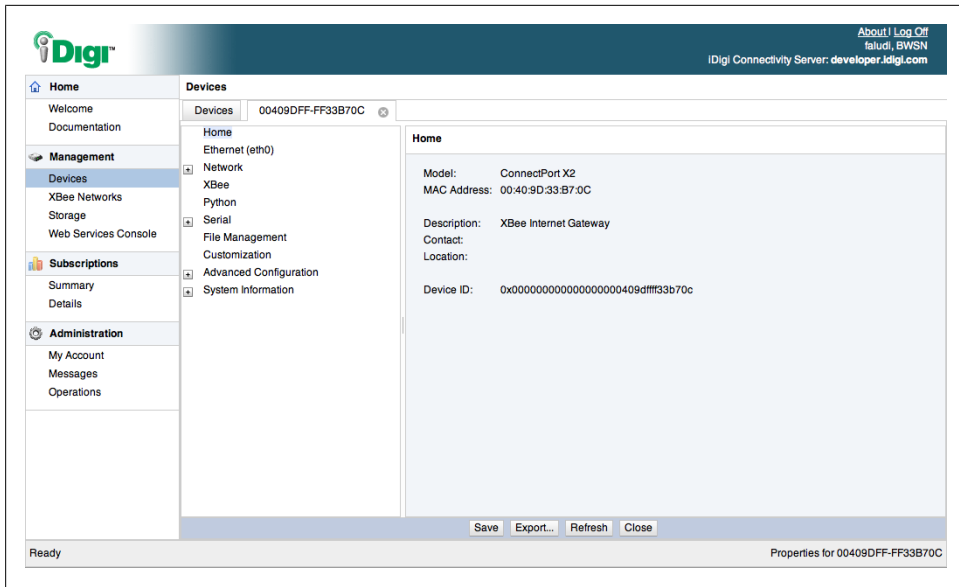 About | Log Off
iDigi™
faludi, BWSN
iDigi Connectivity Server: developer.idigi.com
Home
Welcome
Documentation
Management
Devices
XBee Networks
Storage
Web Services Console
Subscriptions
Summary
Details
Administration
My Account
Messages
Operations
Devices
Devices
00409DFF-FF33B70C
Home
Ethernet (eth0)
Network
XBee
Python
Serial
File Management
Customization
Advanced Configuration
System Information
Home
Model: ConnectPort X2
MAC Address: 00:40:9D:33:B7:0C
Description: XBee Internet Gateway
Contact:
Location:
Device ID: 0x000000000000000000409dffff33b70c
Save Export... Refresh Close
Ready
Properties for 00409DFF-FF33B70C